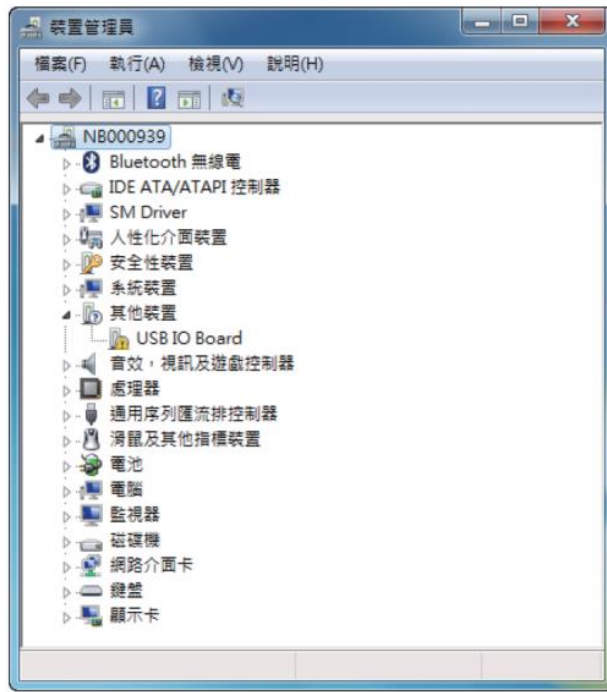 裝置管理員
檔案(F) 執行(A) 檢視(V) 說明(H)
NB000939
Bluetooth 無線電
IDE ATA/ATAPI 控制器
SM Driver
人性化介面裝置
安全性裝置
系統裝置
其他裝置
USB IO Board
音效，視訊及遊戲控制器
處理器
通用序列匯流排控制器
滑鼠及其他指標裝置
電池
電腦
監視器
磁碟機
網路介面卡
鍵盤
顯示卡